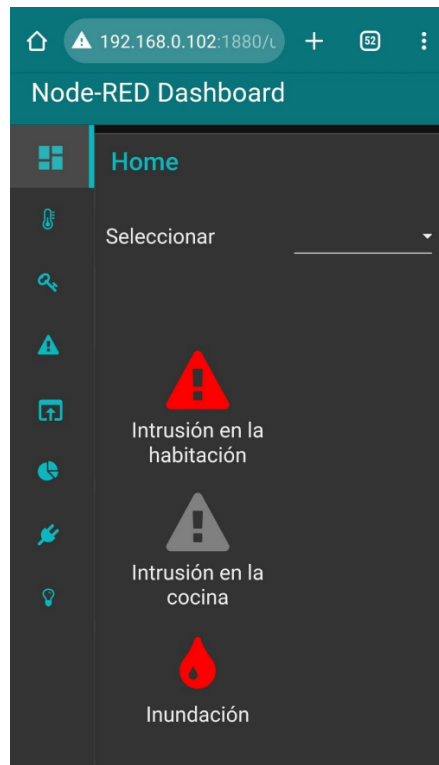 192.168.0.102:1880/u
52
Node-RED Dashboard
Home
Seleccionar
Intrusión en la
habitación
Intrusión en la
cocina
Inundación